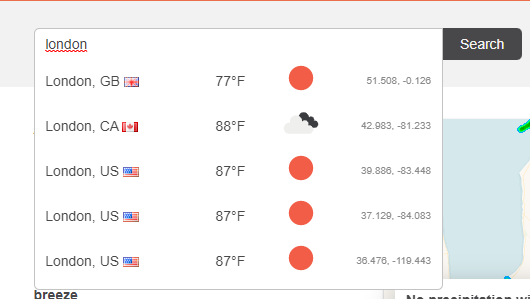 london
Search
London, GB 77°F 51.508, -0.126
London, CA 88°F 42.983, -81.233
London, US 87°F 39.886, -83.448
London, US 87°F 37.129, -84.083
London, US 87°F 36.476, -119.443
breeze
No precipitation wi